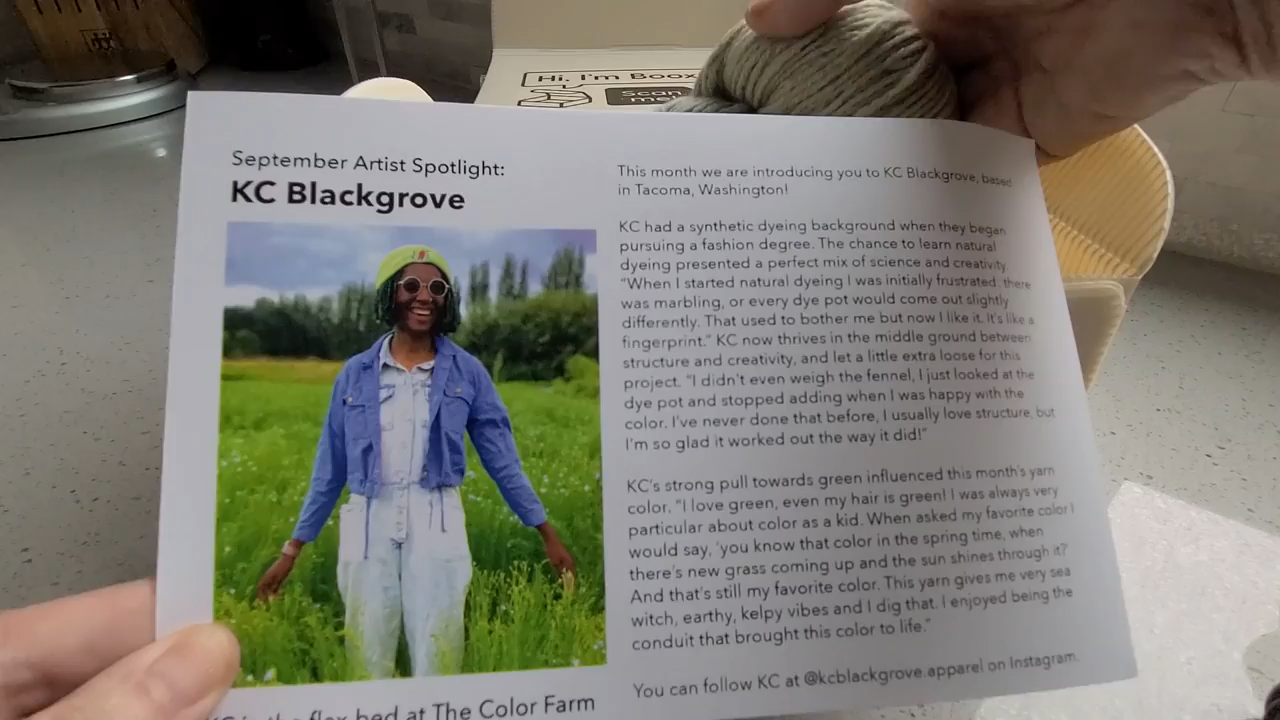 Hi, I'm Boox
Scan
me!
September Artist Spotlight:
KC Blackgrove
This month we are introducing you to KC Blackgrove, based
in Tacoma, Washington!
KC had a synthetic dyeing background when they began
pursuing a fashion degree. The chance to learn natural
dyeing presented a perfect mix of science and creativity.
“When I started natural dyeing I was initially frustrated: there
was marbling, or every dye pot would come out slightly
differently. That used to bother me but now I like it. It's like a
fingerprint.” KC now thrives in the middle ground between
structure and creativity, and let a little extra loose for this
project. “I didn't even weigh the fennel, I just looked at the
dye pot and stopped adding when I was happy with the
color. I've never done that before, I usually love structure, but
I'm so glad it worked out the way it did!”
KC's strong pull towards green influenced this month's yarn
color, “I love green, even my hair is green! I was always very
particular about color as a kid. When asked my favorite color I
would say, ‘you know that color in the spring time, when
there's new grass coming up and the sun shines through it?’
And that's still my favorite color. This yarn gives me very sea
witch, earthy, kelpy vibes and I dig that. I enjoyed being the
conduit that brought this color to life.”
You can follow KC at @kcblackgrove.apparel on Instagram.
KC in the flax bed at The Color Farm